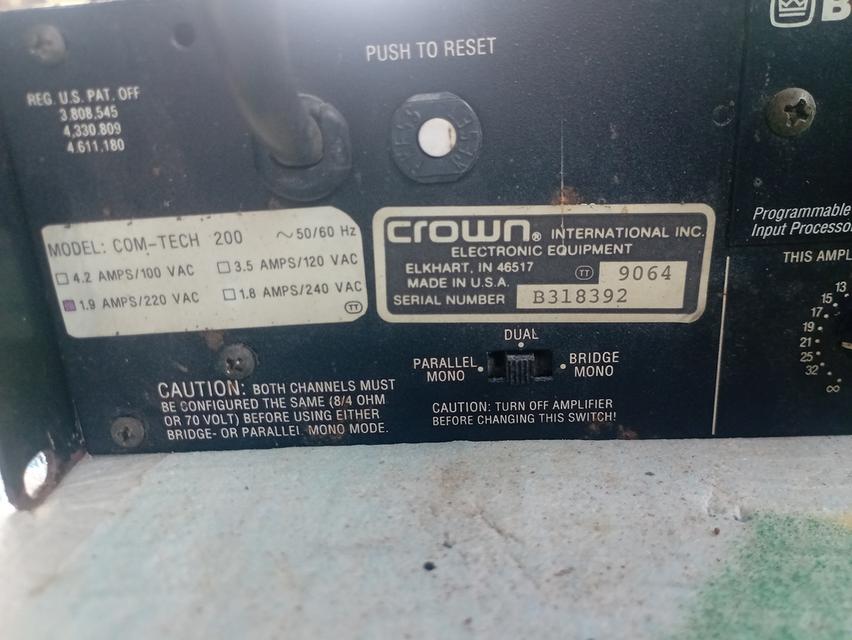 PUSH TO RESET
REG. U.S. PAT. OFF
3,808,545
4,330,809
4,611,180
PRESS
MODEL: COM-TECH 200 ~50/60 Hz
4.2 AMPS/100 VAC 3.5 AMPS/120 VAC
1.9 AMPS/220 VAC 1.8 AMPS/240 VAC
TT
crown® INTERNATIONAL INC.
ELECTRONIC EQUIPMENT
ELKHART, IN 46517 TT 9064
MADE IN U.S.A.
SERIAL NUMBER B318392
DUAL
PARALLEL MONO
BRIDGE MONO
CAUTION: BOTH CHANNELS MUST
BE CONFIGURED THE SAME (8/4 OHM
OR 70 VOLT) BEFORE USING EITHER
BRIDGE- OR PARALLEL MONO MODE.
CAUTION: TURN OFF AMPLIFIER
BEFORE CHANGING THIS SWITCH!
B
Programmable
Input Processo
THIS AMPL
13
15
17
19
21
25
32
∞